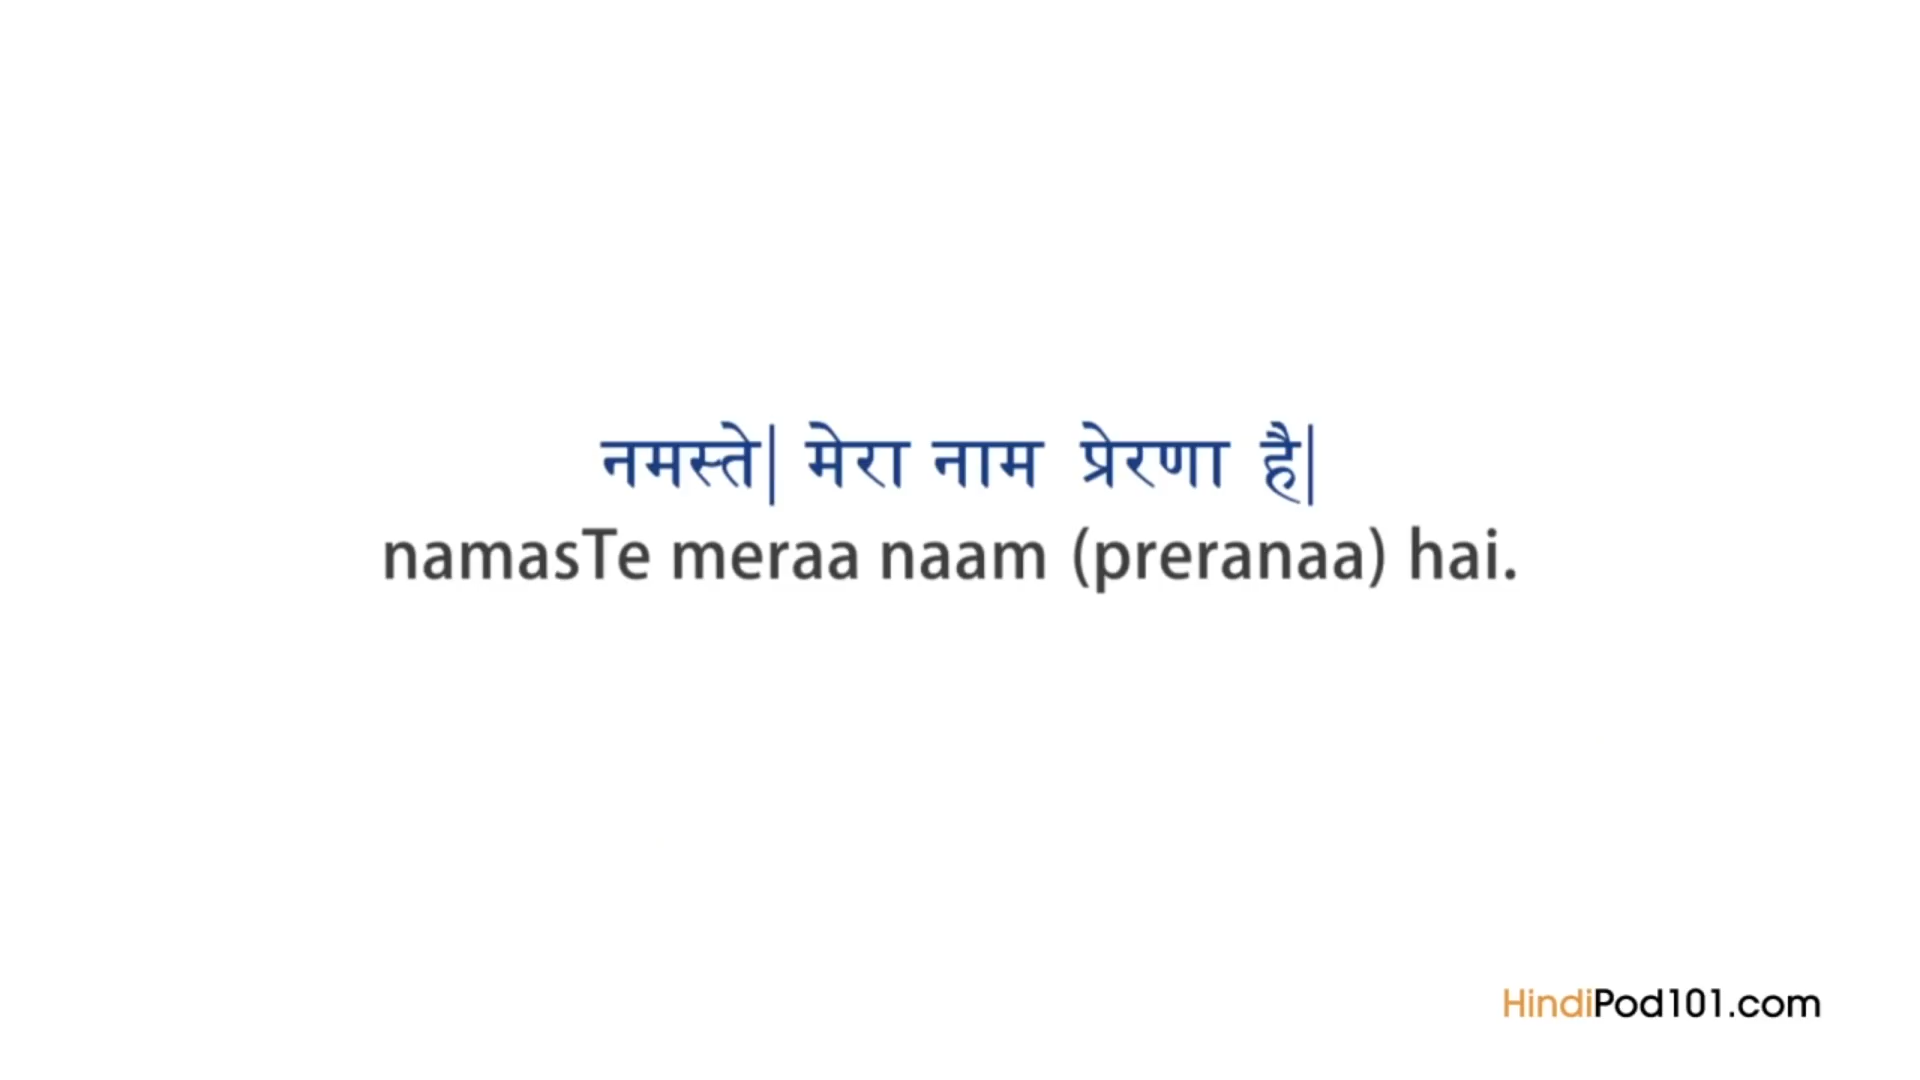 नमस्ते| मेरा नाम प्रेरणा है|
namasTe meraa naam (preranaa) hai.
HindiPod101.com